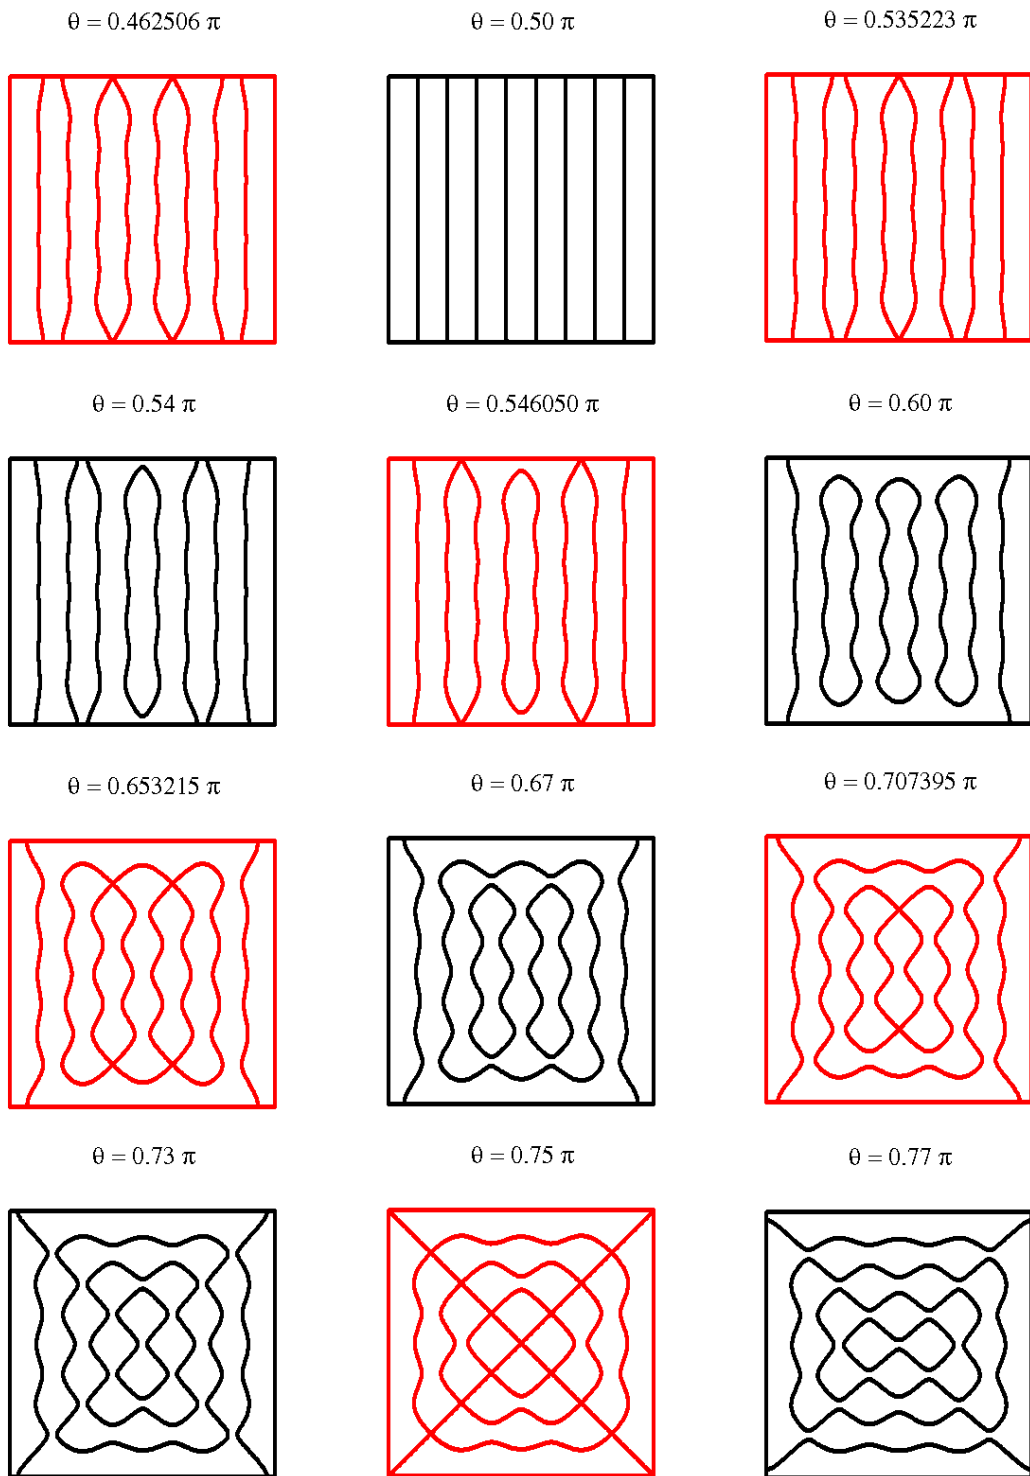 θ = 0.462506 π
θ = 0.50 π
θ = 0.535223 π
θ = 0.54 π
θ = 0.546050 π
θ = 0.60 π
θ = 0.653215 π
θ = 0.67 π
θ = 0.707395 π
θ = 0.73 π
θ = 0.75 π
θ = 0.77 π